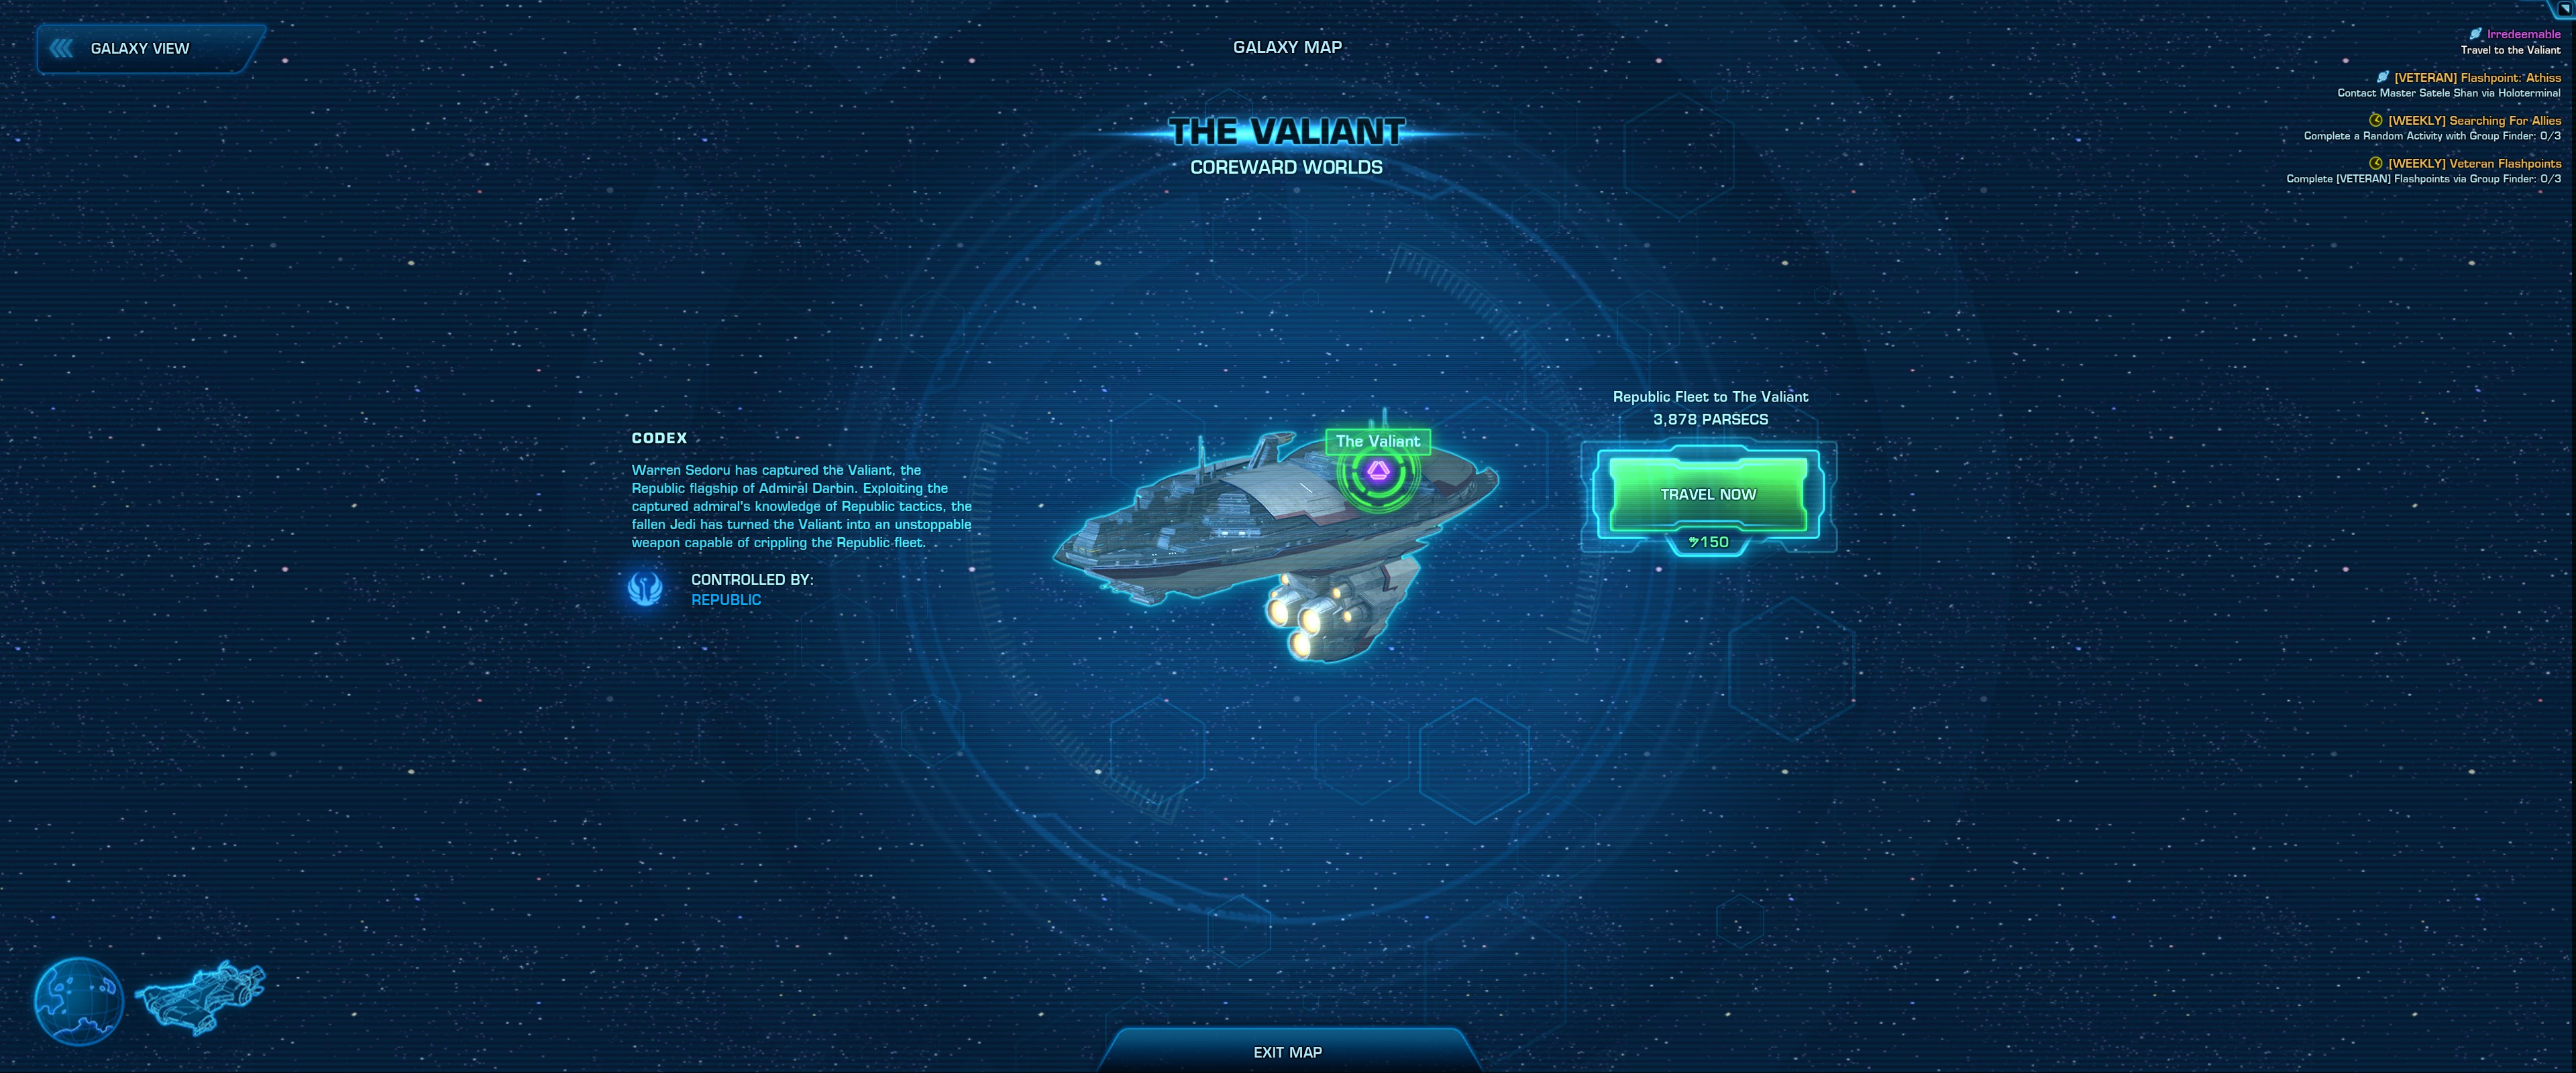 GALAXY VIEW
GALAXY MAP
THE VALIANT
COREWARD WORLDS
Irredeemable
Travel to the Valiant
[VETERAN] Flashpoint: Athiss
Contact Master Satele Shan via Holoterminal
[WEEKLY] Searching For Allies
Complete a Random Activity with Group Finder: 0/3
[WEEKLY] Veteran Flashpoints
Complete [VETERAN] Flashpoints via Group Finder: 0/3
CODEX
Warren Sedoru has captured the Valiant, the
Republic flagship of Admiral Darbin. Exploiting the
captured admiral's knowledge of Republic tactics, the
fallen Jedi has turned the Valiant into an unstoppable
weapon capable of crippling the Republic fleet.
CONTROLLED BY:
REPUBLIC
The Valiant
Republic Fleet to The Valiant
3,878 PARSECS
TRAVEL NOW
150
EXIT MAP